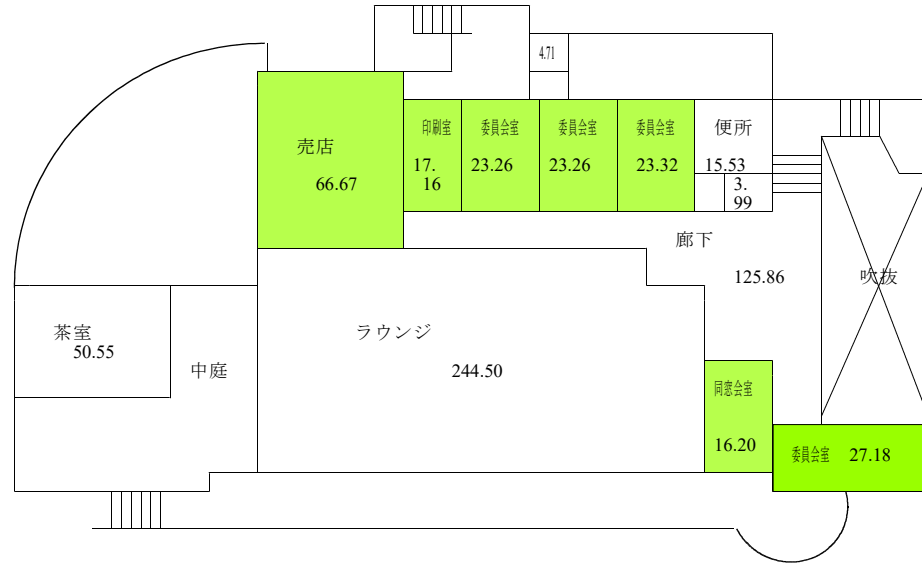 4.71
印刷室
委員会室
委員会室
委員会室
便所
売店
17.
23.26
23.26
23.32
15.53
66.67
16
3.
99
廊下
125.86
吹抜
茶室
50.55
ラウンジ
中庭
244.50
同窓会室
16.20
委員会室 27.18